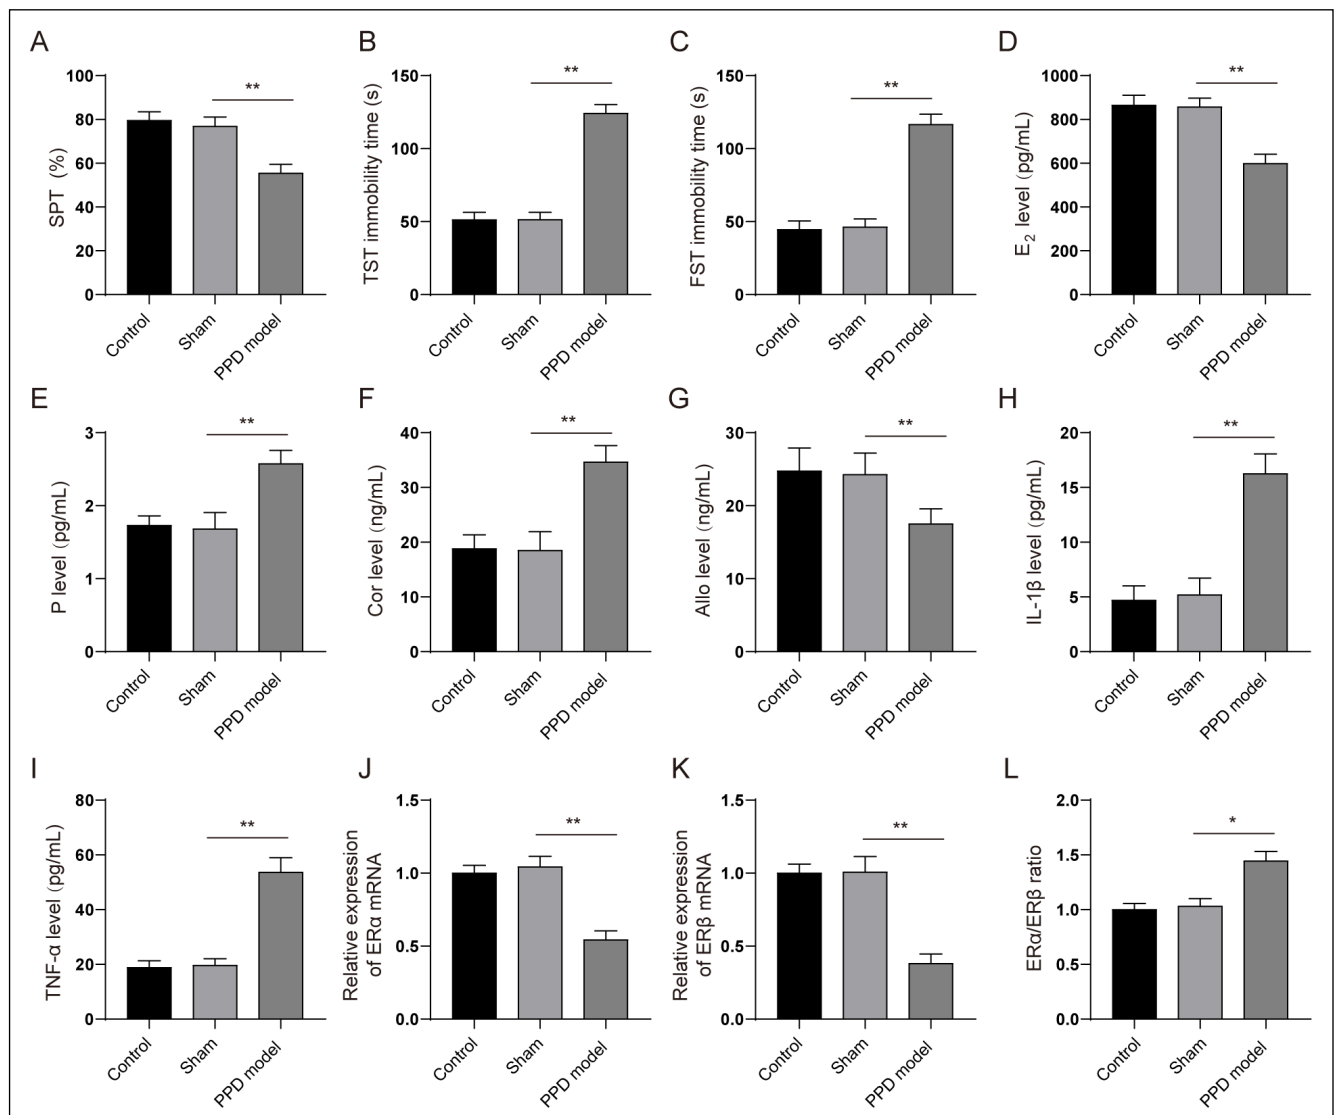 A
SPT (%)
100
80
60
40
20
0
**
Control
Sham
PPD model
B
TST immobility time (s)
150
100
50
0
**
Control
Sham
PPD model
C
FST immobility time (s)
150
100
50
0
**
Control
Sham
PPD model
D
E2 level (pg/mL)
1000
800
600
400
200
0
**
Control
Sham
PPD model
E
P level (pg/mL)
3
2
1
0
**
Control
Sham
PPD model
F
Cor level (ng/mL)
40
30
20
10
0
**
Control
Sham
PPD model
G
Allo level (ng/mL)
30
20
10
0
**
Control
Sham
PPD model
H
IL-1β level (pg/mL)
20
15
10
5
0
**
Control
Sham
PPD model
I
TNF-α level (pg/mL)
80
60
40
20
0
**
Control
Sham
PPD model
J
Relative expression
of ERα mRNA
1.5
1.0
0.5
0.0
**
Control
Sham
PPD model
K
Relative expression
of ERβ mRNA
1.5
1.0
0.5
0.0
**
Control
Sham
PPD model
L
ERα/ERβ ratio
2.0
1.5
1.0
0.5
0.0
*
Control
Sham
PPD model